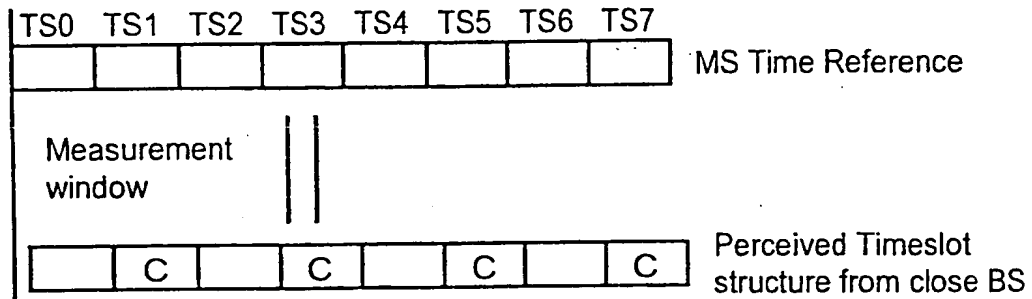 TS0 TS1 TS2 TS3 TS4 TS5 TS6 TS7
MS Time Reference
Measurement
window
C C C C
Perceived Timeslot
structure from close BS